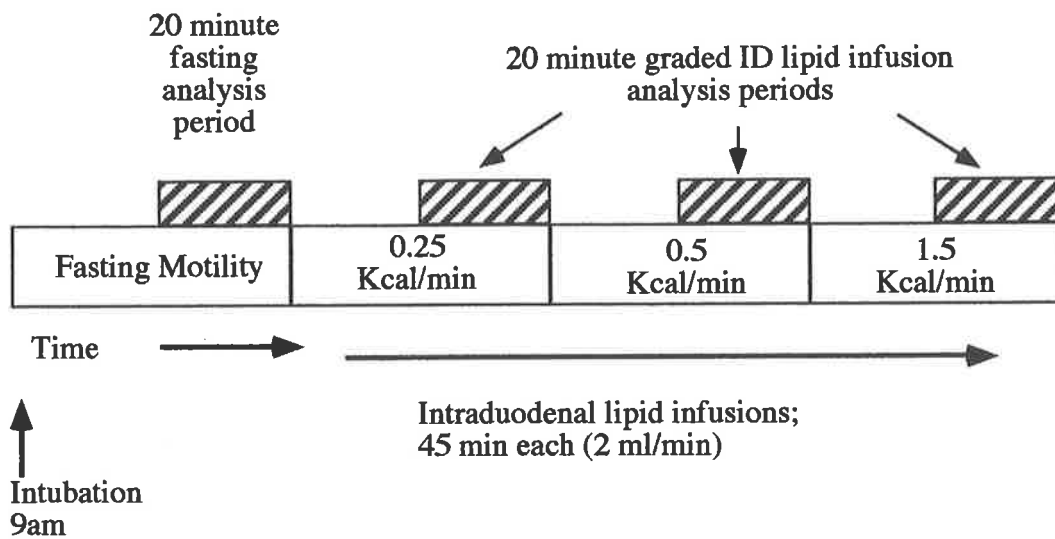 20 minute
fasting
analysis
period
20 minute graded ID lipid infusion
analysis periods
Fasting Motility
0.25
Kcal/min
0.5
Kcal/min
1.5
Kcal/min
Time
Intraduodenal lipid infusions;
45 min each (2 ml/min)
Intubation
9am